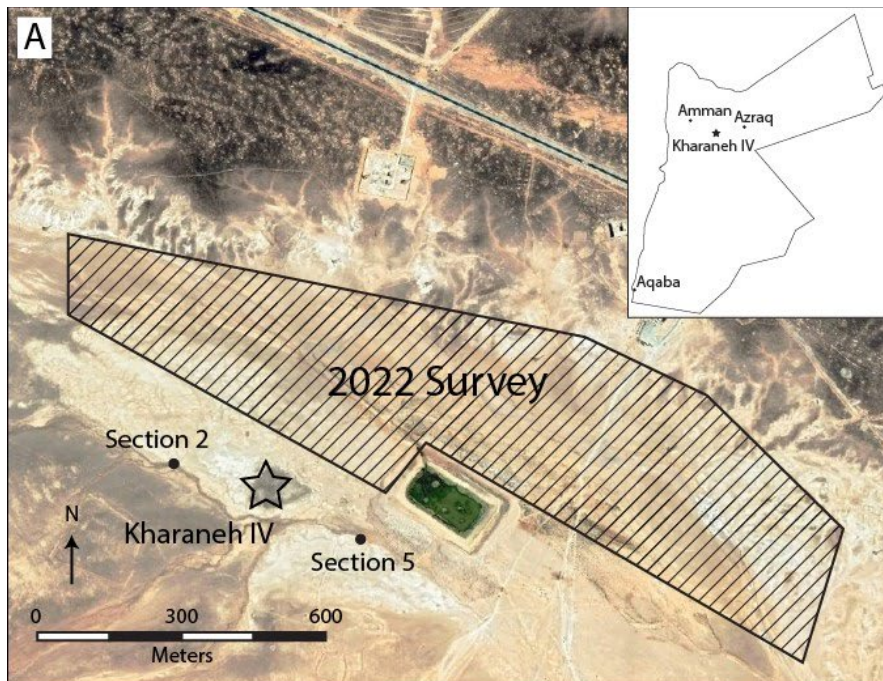 A
Amman
Azraq
Kharaneh IV
Aqaba
2022 Survey
Section 2
Kharaneh IV
Section 5
N
0 300 600
Meters